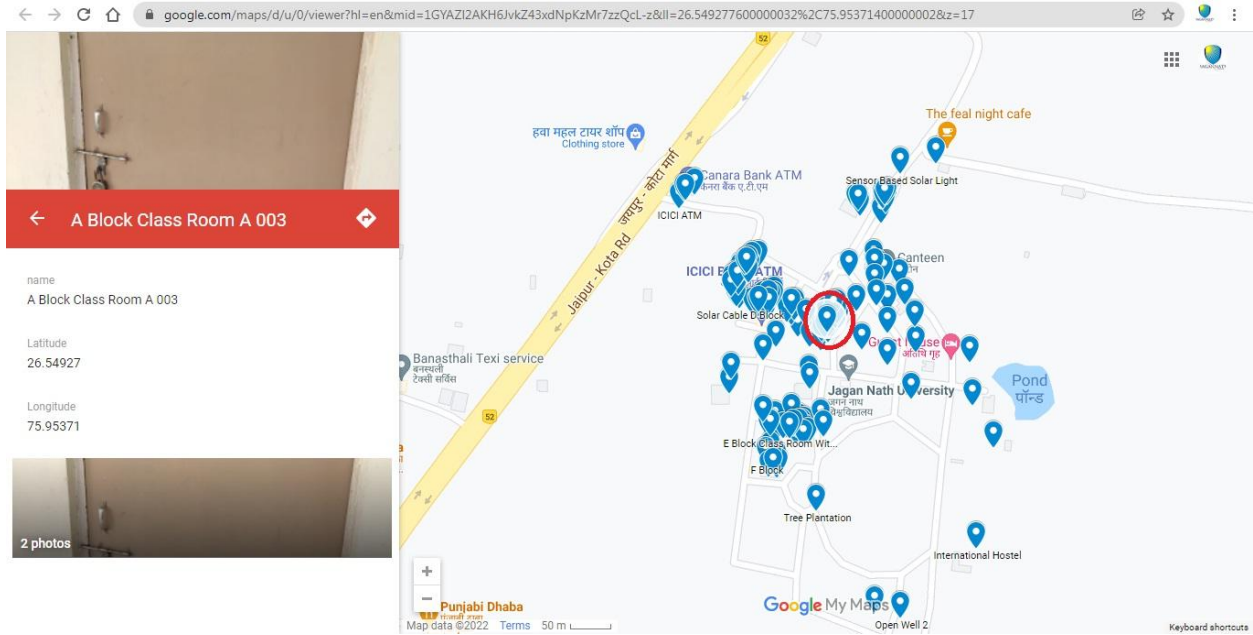 google.com/maps/d/u/0/viewer?hl=en&mid=1GYAZI2AKH6JvkZ43xdNpKzMr7zzQcL-z&ll=26.549277600000032%2C75.95371400000002&z=17
A Block Class Room A 003
name
A Block Class Room A 003
Latitude
26.54927
Longitude
75.95371
2 photos
52
The feal night cafe
हवा महल टायर शॉप
Clothing store
Canara Bank ATM
केनरा बैंक ए.टी.एम
Sensor Based Solar Light
ICICI ATM
जयपुर - कोटा मार्ग
Jaipur - Kota Rd
Canteen
ICICI
ATM
Solar Cable D Block
Guest House
अतिथि गृह
Banasthali Texi service
बनस्थली
टैक्सी सर्विस
Jagan Nath University
जगन नाथ
विश्वविद्यालय
Pond
पॉन्ड
52
E Block Class Room Wit...
F Block
Tree Plantation
International Hostel
+
−
Punjabi Dhaba
Google My Maps
Open Well 2
Map data ©2022 Terms 50 m
Keyboard shortcuts